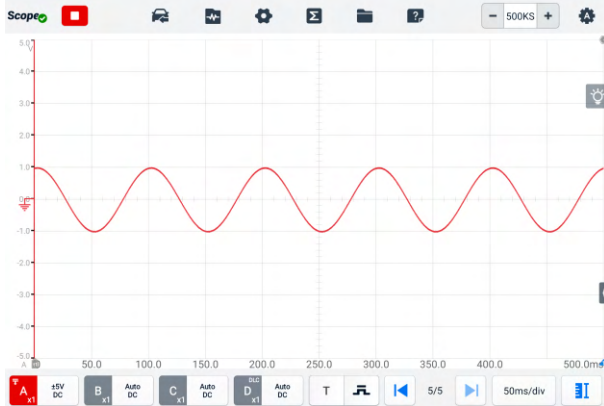 Scope
Σ
?
− 500KS +
A
5.0
V
4.0
3.0
2.0
1.0
0.0
-1.0
-2.0
-3.0
-4.0
-5.0
A 50.0 100.0 150.0 200.0 250.0 300.0 350.0 400.0 500.0ms
A x1 ±5V DC B x1 Auto DC C x1 Auto DC DLC D x1 Auto DC T 5/5 50ms/div